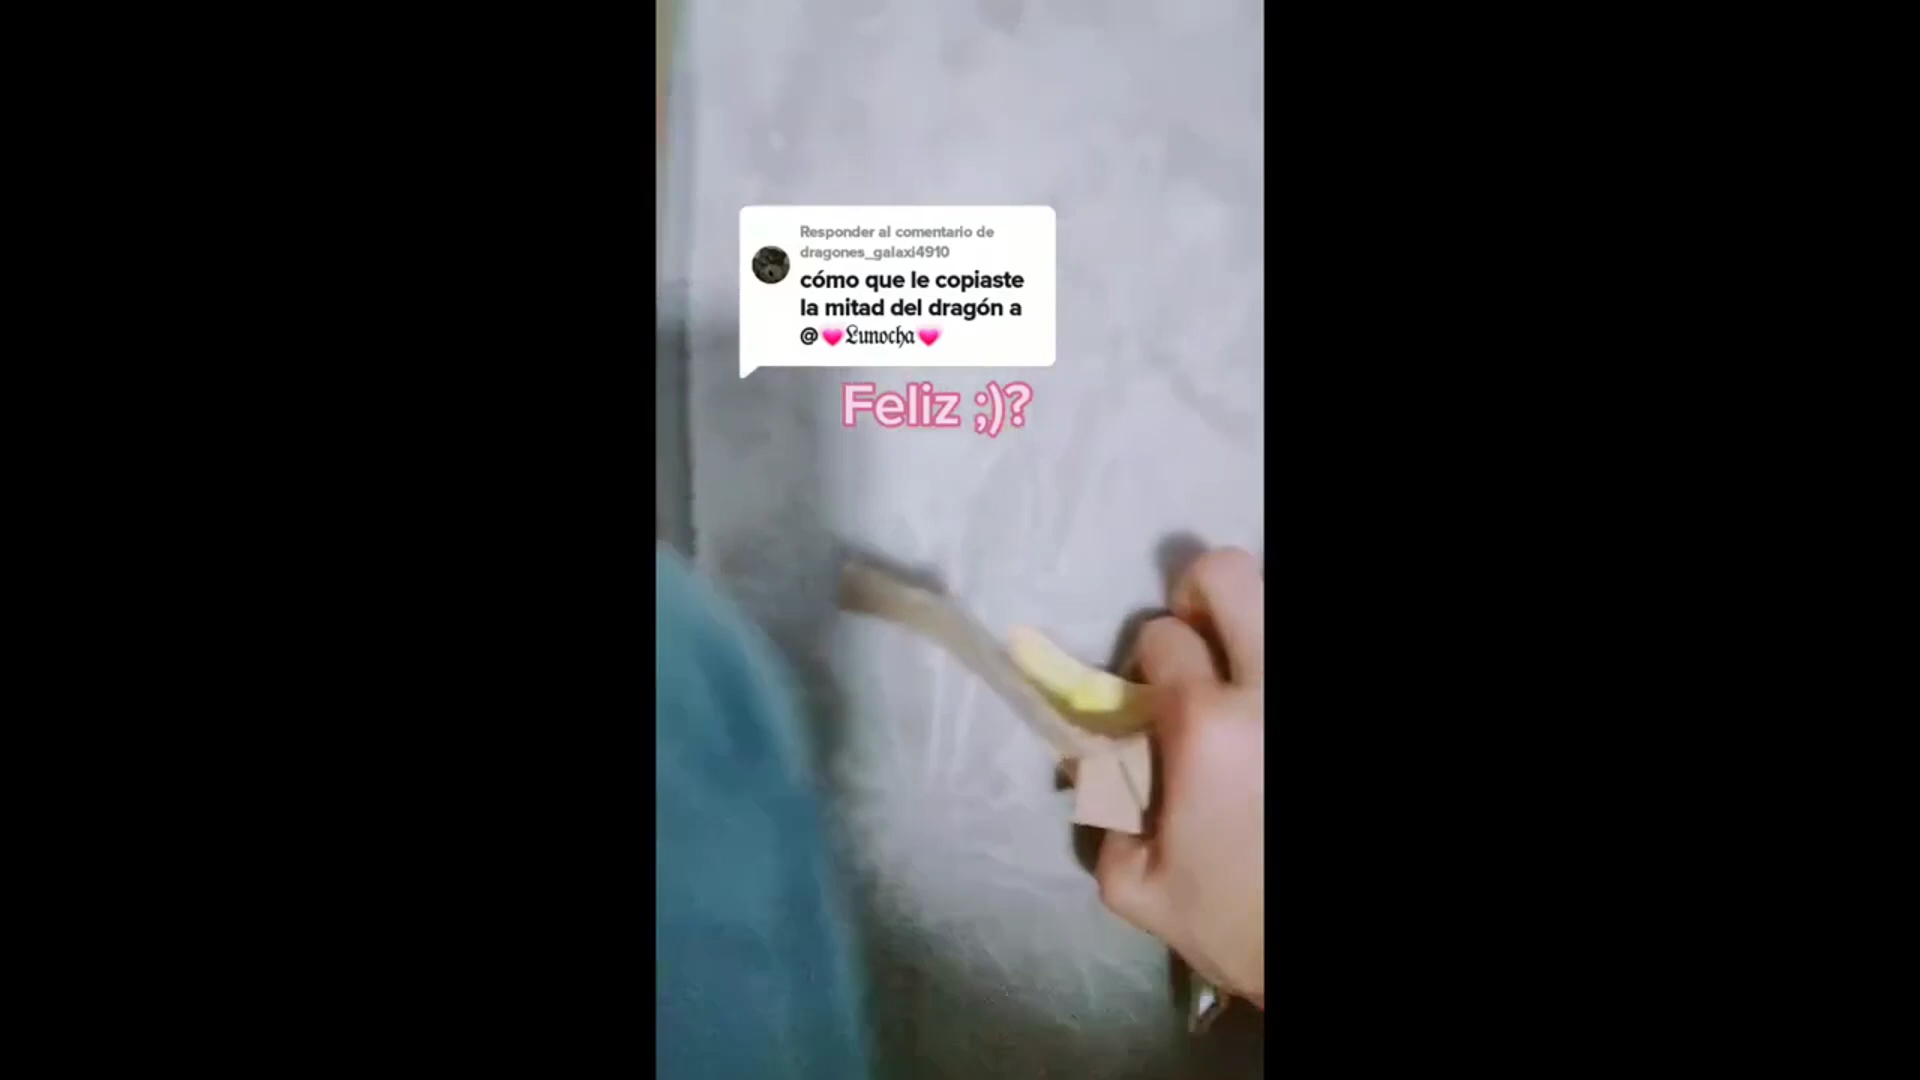 Responder al comentario de
dragones_galaxi4910
cómo que le copiaste
la mitad del dragón a
@💗𝔏𝔲𝔫𝔬𝔠𝔥𝔞💗
Feliz ;)?